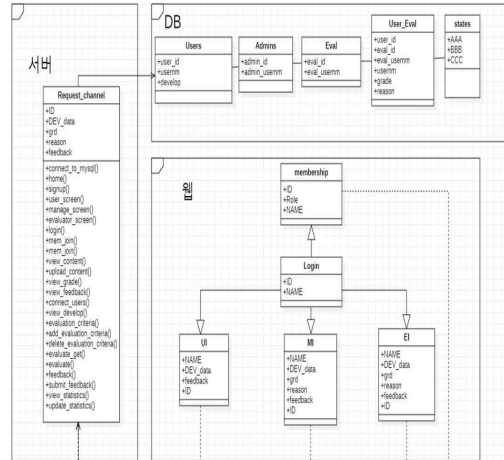 서버
Request_channel
+ID
+DEV_data
+grd
+reason
+feedback
+connect_to_mysql()
+home()
+signup()
+user_screen()
+manage_screen()
+evaluator_screen()
+login()
+mem_join()
+mem_join()
+view_content()
+upload_content()
+view_grade()
+view_feedback()
+connect_users()
+view_develop()
+evaluation_criteria()
+add_evaluation_criteria()
+delete_evaluation_criteria()
+evaluate_get()
+evaluate()
+feedback()
+submit_feedback()
+view_statistics()
+update_statistics()
DB
Users
+user_id
+usernm
+develop
Admins
+admin_id
+admin_usernm
Eval
+eval_id
+eval_usernm
User_Eval
+user_id
+eval_id
+eval_usernm
+usernm
+grade
+reason
states
+AAA
+BBB
+CCC
웹
membership
+ID
+Role
+NAME
Login
+ID
+NAME
UI
+NAME
+DEV_data
+feedback
+ID
MI
+NAME
+DEV_data
+grd
+reason
+feedback
+ID
EI
+NAME
+DEV_data
+grd
+reason
+feedback
+ID